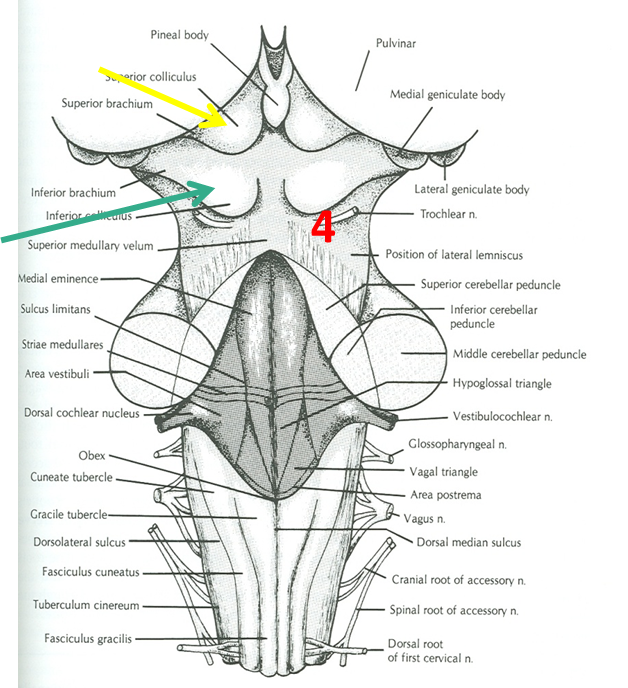 Pineal body
Pulvinar
Superior colliculus
Medial geniculate body
Superior brachium
Inferior brachium
Lateral geniculate body
Inferior colliculus
Trochlear n.
4
Superior medullary velum
Position of lateral lemniscus
Medial eminence
Superior cerebellar peduncle
Sulcus limitans
Inferior cerebellar
peduncle
Striae medullares
Middle cerebellar peduncle
Area vestibuli
Hypoglossal triangle
Dorsal cochlear nucleus
Vestibulocochlear n.
Glossopharyngeal n.
Obex
Vagal triangle
Cuneate tubercle
Area postrema
Gracile tubercle
Vagus n.
Dorsolateral sulcus
Dorsal median sulcus
Fasciculus cuneatus
Cranial root of accessory n.
Tuberculum cinereum
Spinal root of accessory n.
Fasciculus gracilis
Dorsal root
of first cervical n.